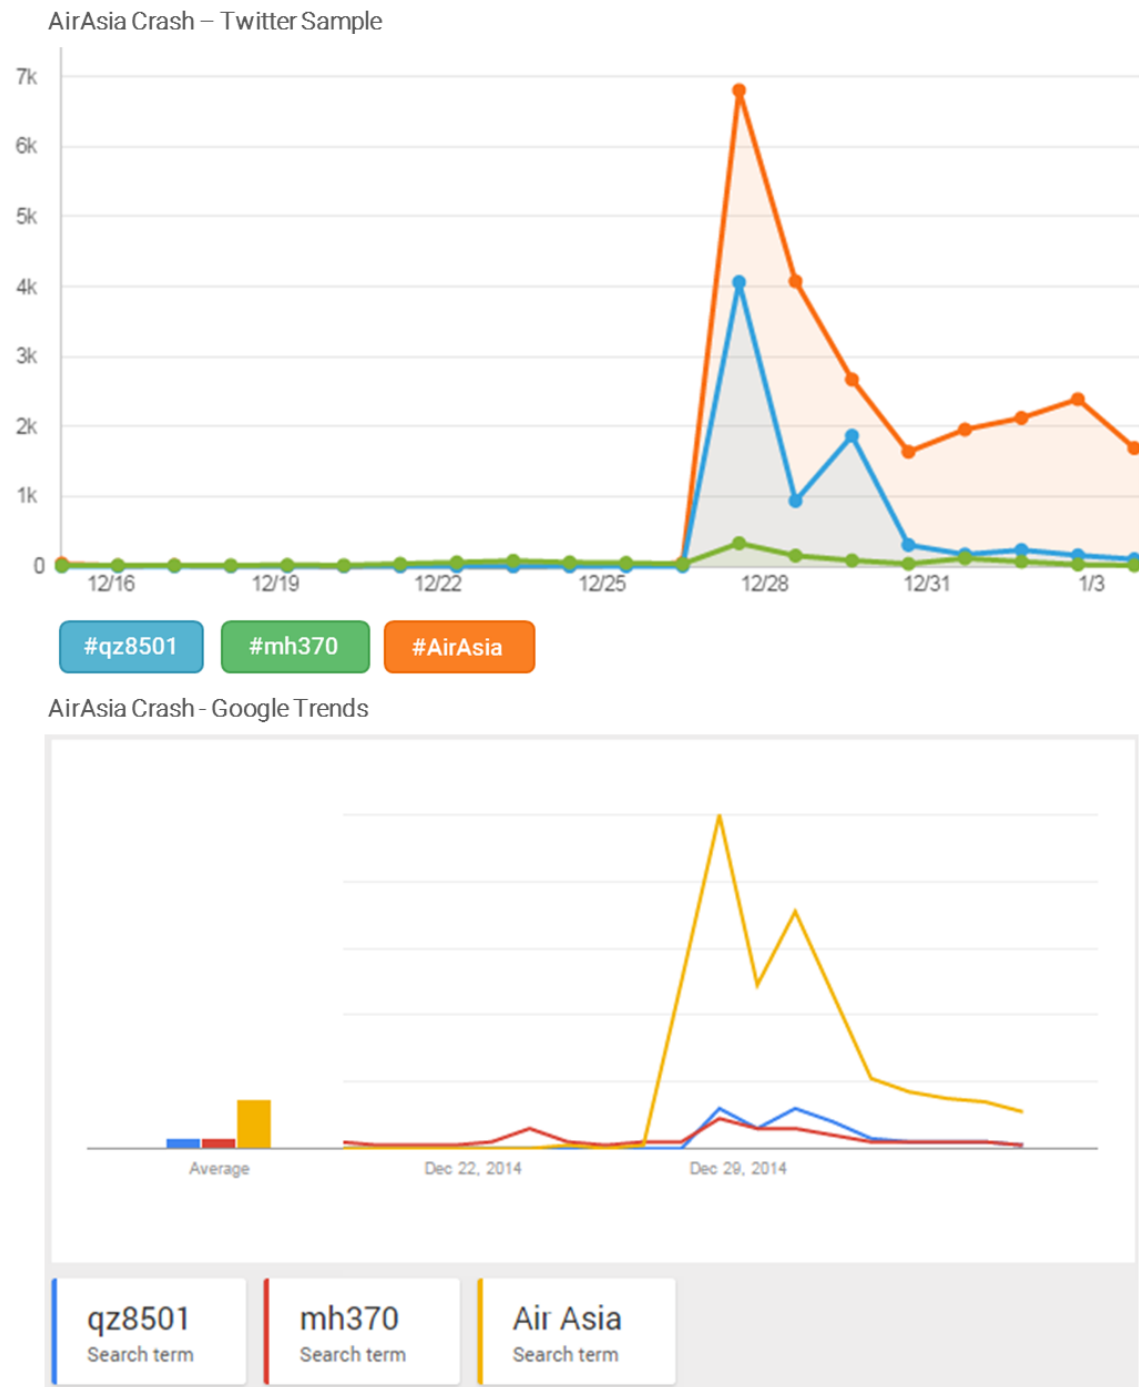 AirAsia Crash – Twitter Sample
7k
6k
5k
4k
3k
2k
1k
0
12/16 12/19 12/22 12/25 12/28 12/31 1/3
#qz8501 #mh370 #AirAsia
AirAsia Crash - Google Trends
Average Dec 22, 2014 Dec 29, 2014
qz8501 mh370 Air Asia
Search term Search term Search term